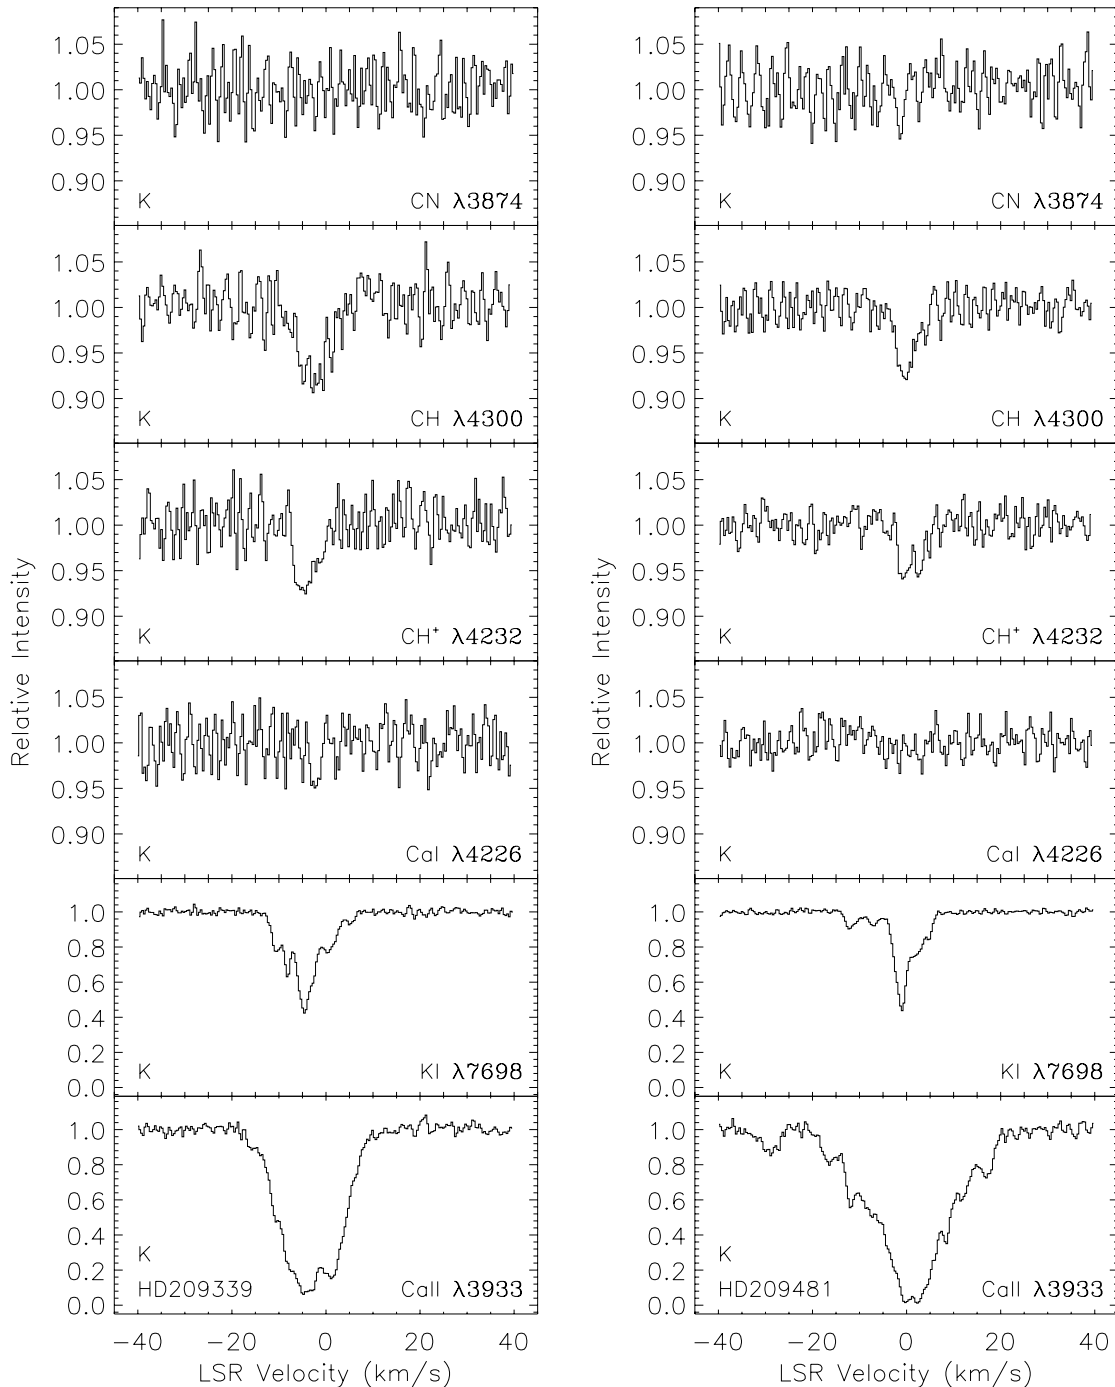 1.05
1.00
0.95
0.90
K
CN λ3874
1.05
1.00
0.95
0.90
K
CH λ4300
1.05
1.00
0.95
0.90
K
CH⁺ λ4232
1.05
1.00
0.95
0.90
K
CaI λ4226
1.0
0.8
0.6
0.4
0.2
0.0
K
KI λ7698
1.0
0.8
0.6
0.4
0.2
0.0
K
HD209339
CaII λ3933
−40
−20
0
20
40
LSR Velocity (km/s)
Relative Intensity
1.05
1.00
0.95
0.90
K
CN λ3874
1.05
1.00
0.95
0.90
K
CH λ4300
1.05
1.00
0.95
0.90
K
CH⁺ λ4232
1.05
1.00
0.95
0.90
K
CaI λ4226
1.0
0.8
0.6
0.4
0.2
0.0
K
KI λ7698
1.0
0.8
0.6
0.4
0.2
0.0
K
HD209481
CaII λ3933
−40
−20
0
20
40
LSR Velocity (km/s)
Relative Intensity